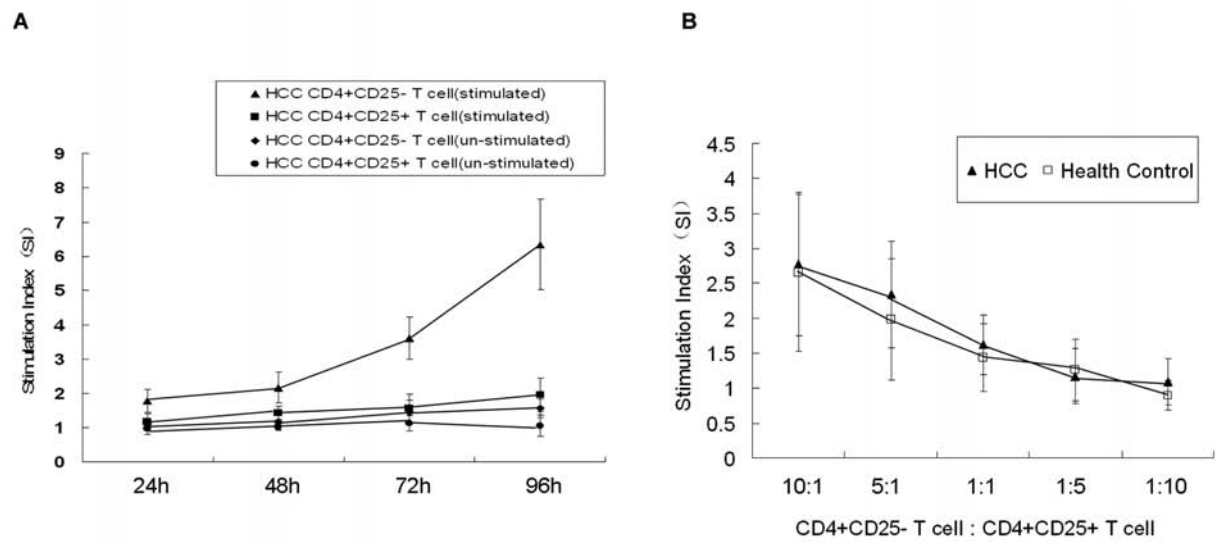 A
HCC CD4+CD25- T cell(stimulated)
HCC CD4+CD25+ T cell(stimulated)
HCC CD4+CD25- T cell(un-stimulated)
HCC CD4+CD25+ T cell(un-stimulated)
Stimulation Index (SI)
9
8
7
6
5
4
3
2
1
0
24h 48h 72h 96h
B
HCC Health Control
Stimulation Index (SI)
4.5
4
3.5
3
2.5
2
1.5
1
0.5
0
10:1 5:1 1:1 1:5 1:10
CD4+CD25- T cell : CD4+CD25+ T cell